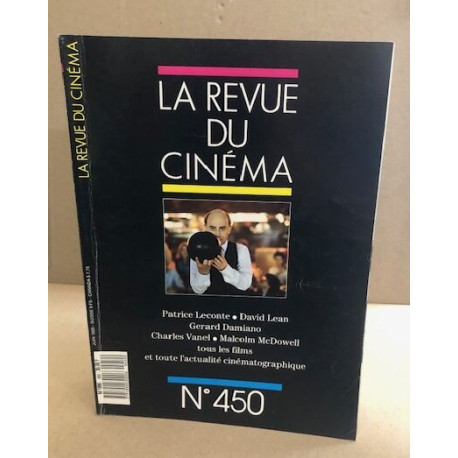 LA REVUE DU CINÉMA
LA REVUE
DU
CINÉMA
Patrice Leconte • David Lean
Gerard Damiano
Charles Vanel • Malcolm McDowell
tous les films
et toute l'actualité cinématographique
N° 450